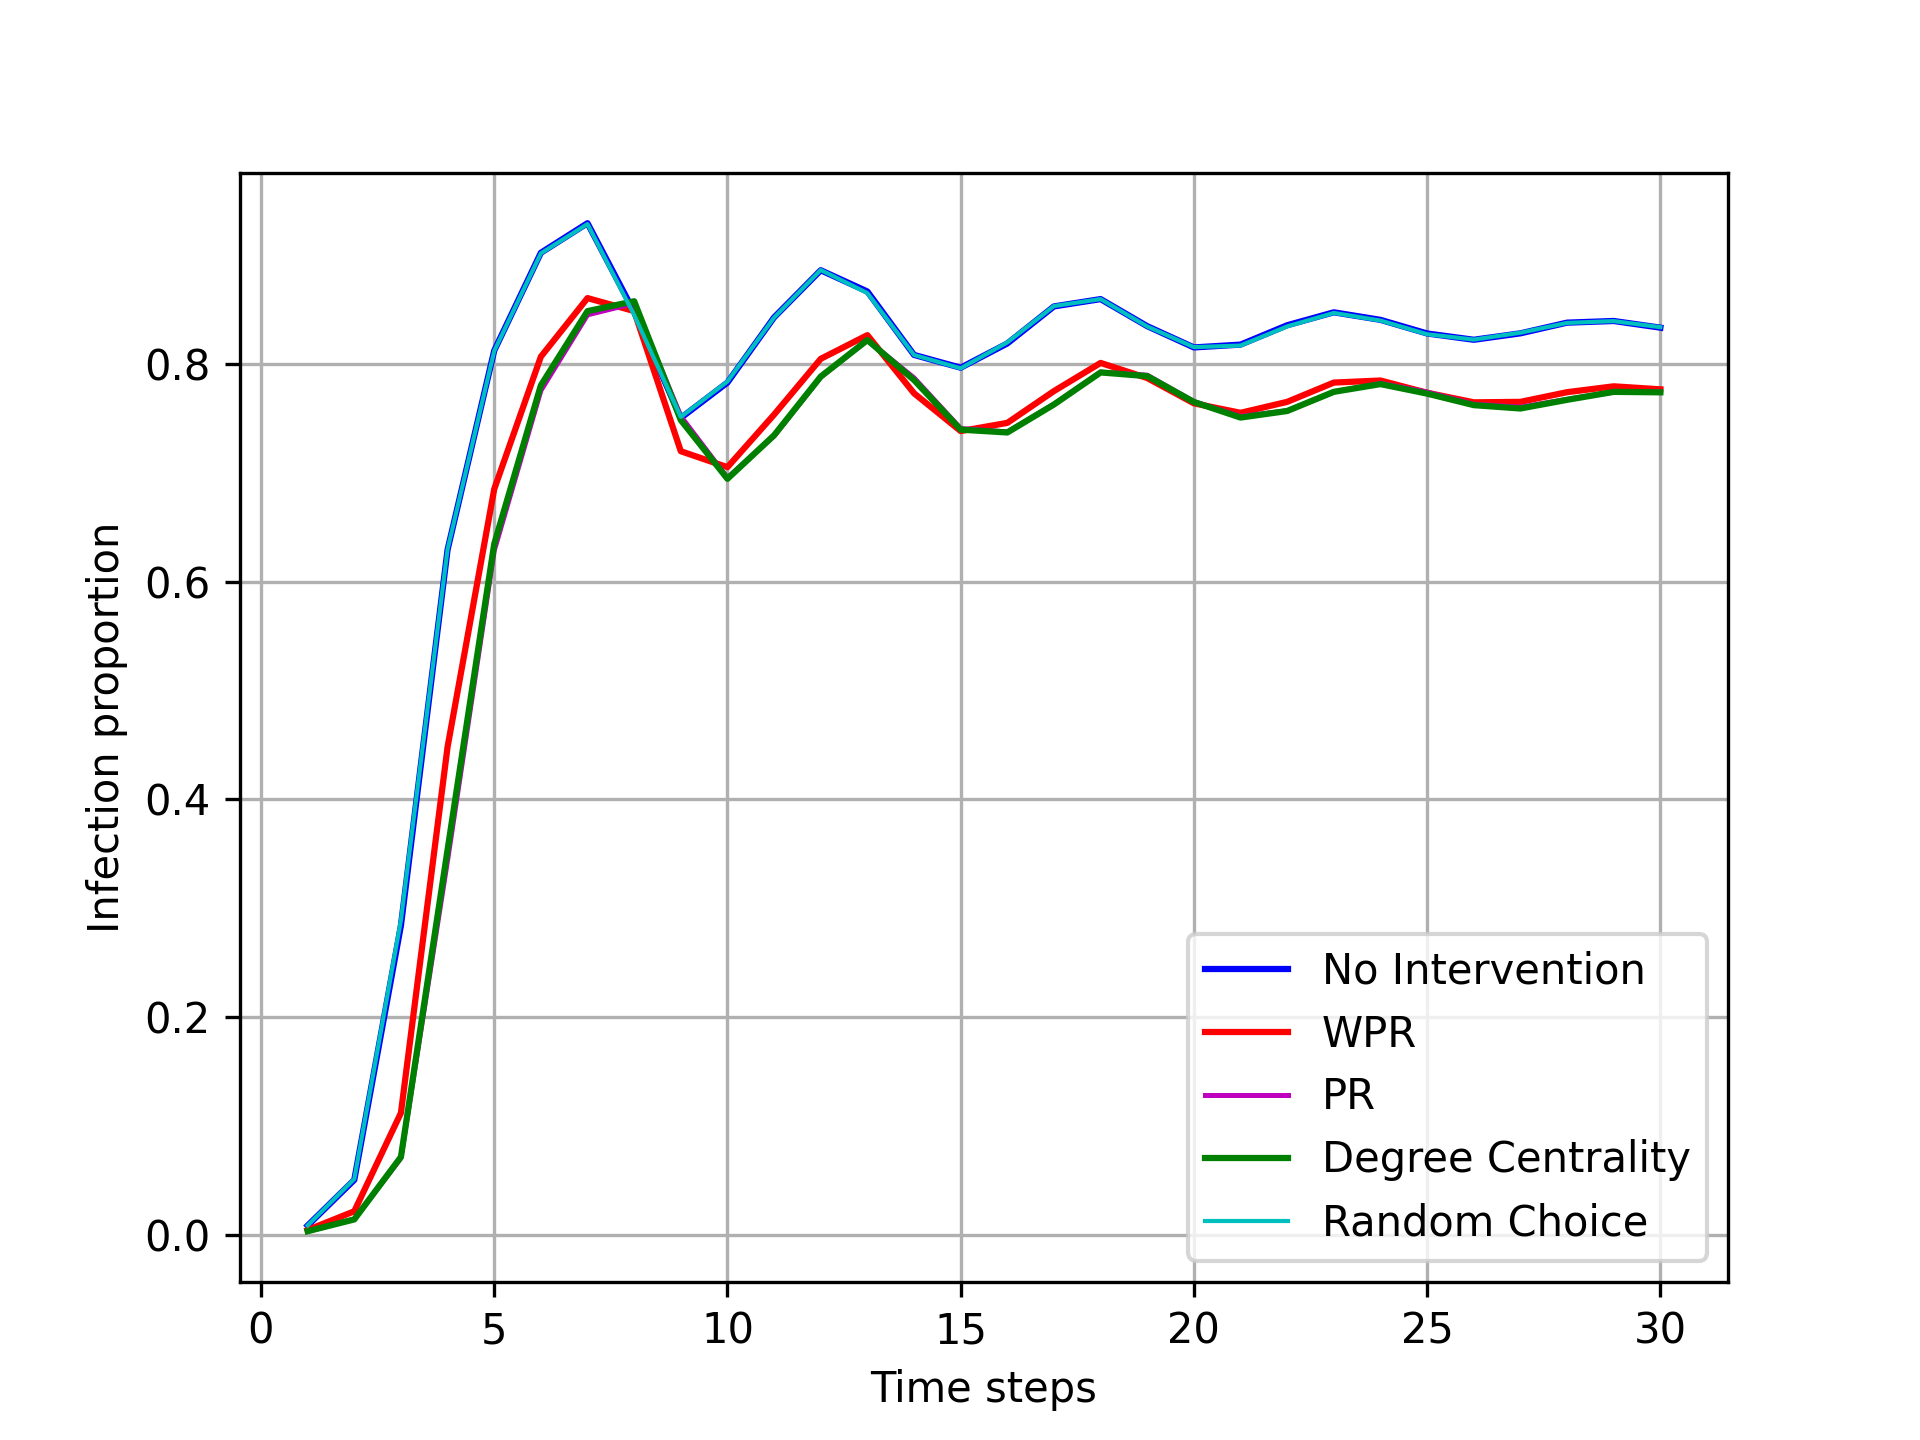 0.8
0.6
0.4
0.2
0.0
Infection proportion
0 5 10 15 20 25 30
Time steps
No Intervention
WPR
PR
Degree Centrality
Random Choice